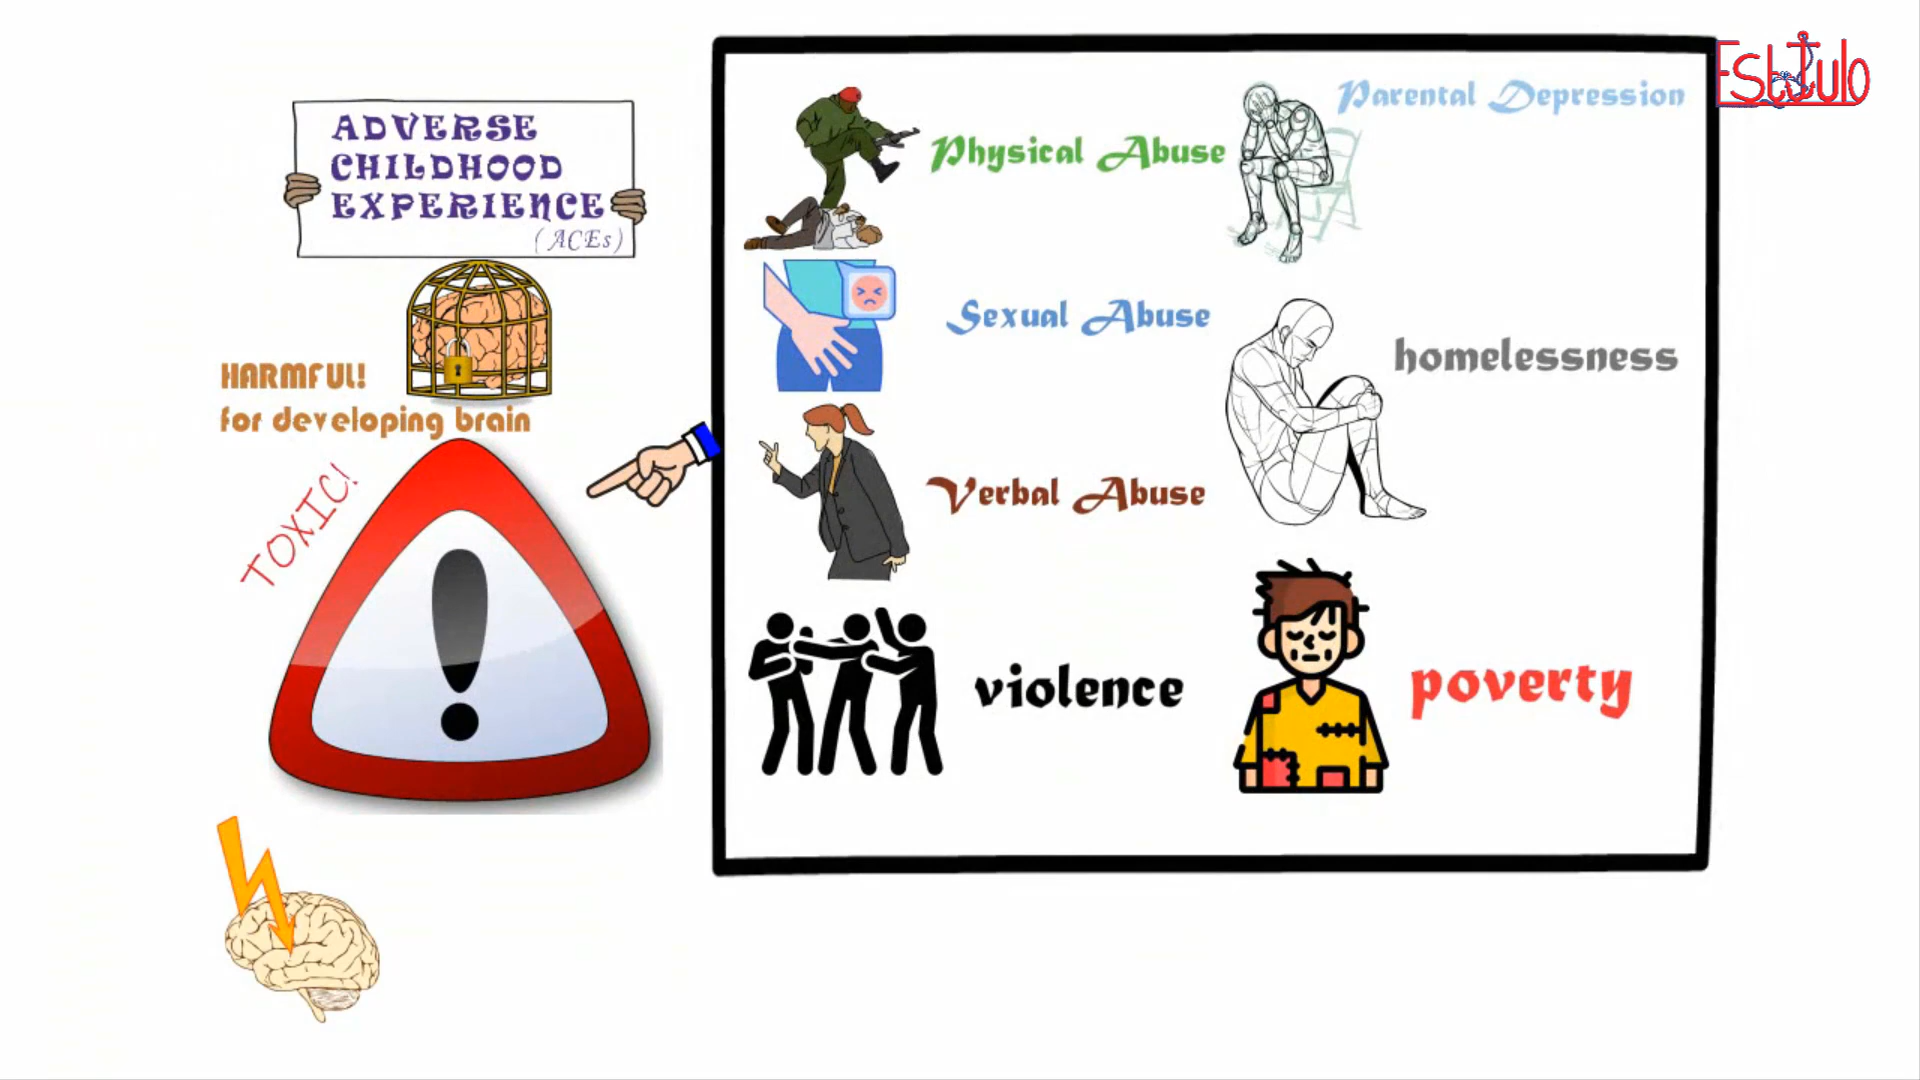 ADVERSE
CHILDHOOD
EXPERIENCE
(ACEs)
HARMFUL!
for developing brain
TOXIC!
Physical Abuse
Sexual Abuse
Verbal Abuse
violence
Parental Depression
homelessness
poverty